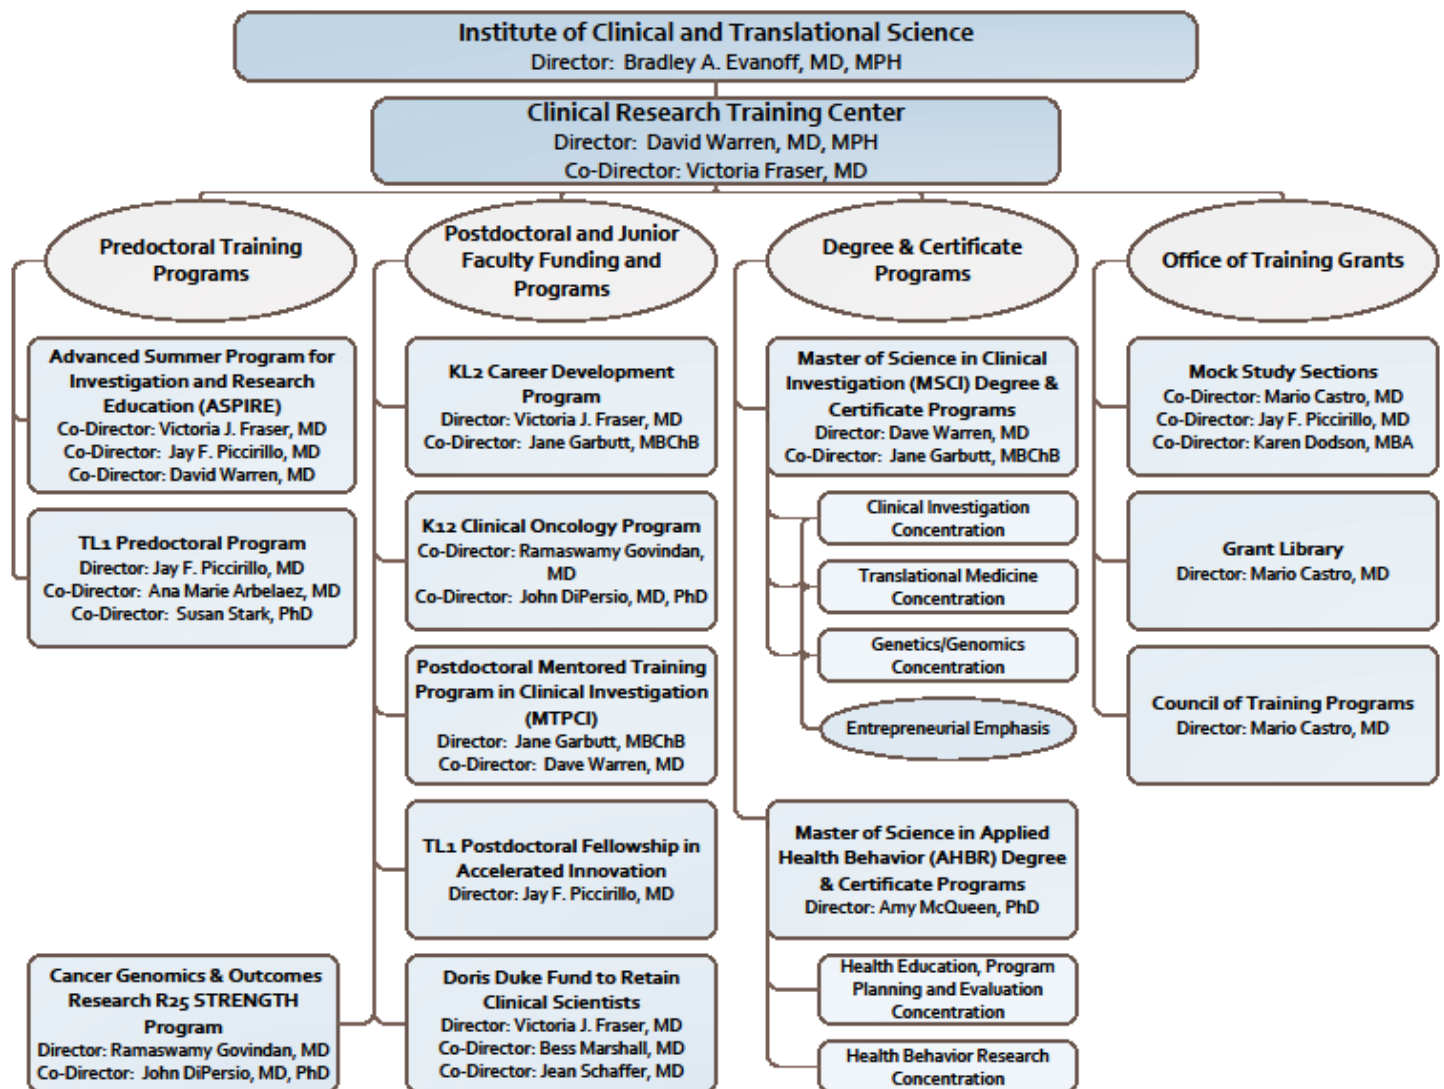 Institute of Clinical and Translational Science
Director: Bradley A. Evanoff, MD, MPH
Clinical Research Training Center
Director: David Warren, MD, MPH
Co-Director: Victoria Fraser, MD
Predoctoral Training
Programs
Advanced Summer Program for
Investigation and Research
Education (ASPIRE)
Co-Director: Victoria J. Fraser, MD
Co-Director: Jay F. Piccirillo, MD
Co-Director: David Warren, MD
TL1 Predoctoral Program
Director: Jay F. Piccirillo, MD
Co-Director: Ana Marie Arbelaez, MD
Co-Director: Susan Stark, PhD
Postdoctoral and Junior
Faculty Funding and
Programs
KL2 Career Development
Program
Director: Victoria J. Fraser, MD
Co-Director: Jane Garbutt, MBChB
K12 Clinical Oncology Program
Co-Director: Ramaswamy Govindan,
MD
Co-Director: John DiPersio, MD, PhD
Postdoctoral Mentored Training
Program in Clinical Investigation
(MTPCI)
Director: Jane Garbutt, MBChB
Co-Director: Dave Warren, MD
TL1 Postdoctoral Fellowship in
Accelerated Innovation
Director: Jay F. Piccirillo, MD
Cancer Genomics & Outcomes
Research R25 STRENGTH
Program
Director: Ramaswamy Govindan, MD
Co-Director: John DiPersio, MD, PhD
Doris Duke Fund to Retain
Clinical Scientists
Director: Victoria J. Fraser, MD
Co-Director: Bess Marshall, MD
Co-Director: Jean Schaffer, MD
Degree & Certificate
Programs
Master of Science in Clinical
Investigation (MSCI) Degree &
Certificate Programs
Director: Dave Warren, MD
Co-Director: Jane Garbutt, MBChB
Clinical Investigation
Concentration
Translational Medicine
Concentration
Genetics/Genomics
Concentration
Entrepreneurial Emphasis
Master of Science in Applied
Health Behavior (AHBR) Degree
& Certificate Programs
Director: Amy McQueen, PhD
Health Education, Program
Planning and Evaluation
Concentration
Health Behavior Research
Concentration
Office of Training Grants
Mock Study Sections
Co-Director: Mario Castro, MD
Co-Director: Jay F. Piccirillo, MD
Co-Director: Karen Dodson, MBA
Grant Library
Director: Mario Castro, MD
Council of Training Programs
Director: Mario Castro, MD